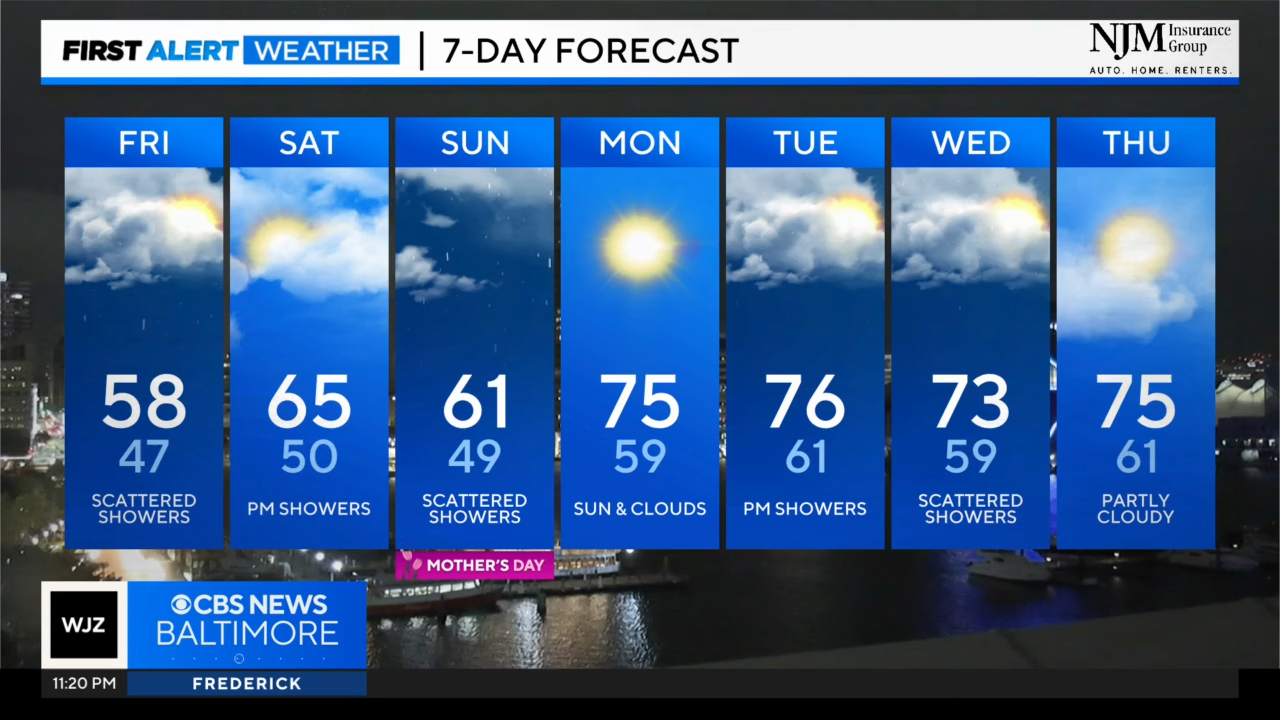 FIRST ALERT WEATHER | 7-DAY FORECAST
NJM Insurance Group
AUTO. HOME. RENTERS.
FRI
58
47
SCATTERED
SHOWERS
SAT
65
50
PM SHOWERS
SUN
61
49
SCATTERED
SHOWERS
MOTHER'S DAY
MON
75
59
SUN & CLOUDS
TUE
76
61
PM SHOWERS
WED
73
59
SCATTERED
SHOWERS
THU
75
61
PARTLY
CLOUDY
WJZ
CBS NEWS
BALTIMORE
11:20 PM
FREDERICK